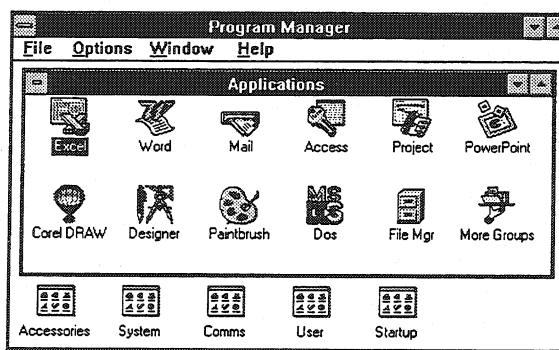 Program Manager
File Options Window Help
Applications
Excel Word Mail Access Project PowerPoint
MS
Corel DRAW Designer Paintbrush Dos File Mgr More Groups
Accessories System Comms User Startup